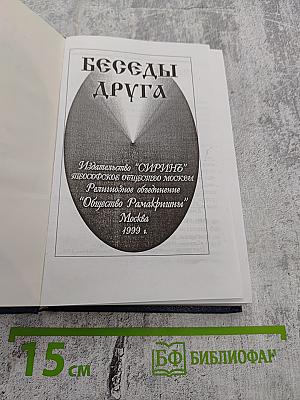 БЕСЕДЫ
ДРУГА
Издательство "СИРИНЪ"
ТЕОСОФСКОЕ ОБЩЕСТВО МОСКВЫ
Религиозное объединение
"Общество Рамакришны"
Москва
1999 г.
15 см
БФ БИБЛИОФАН